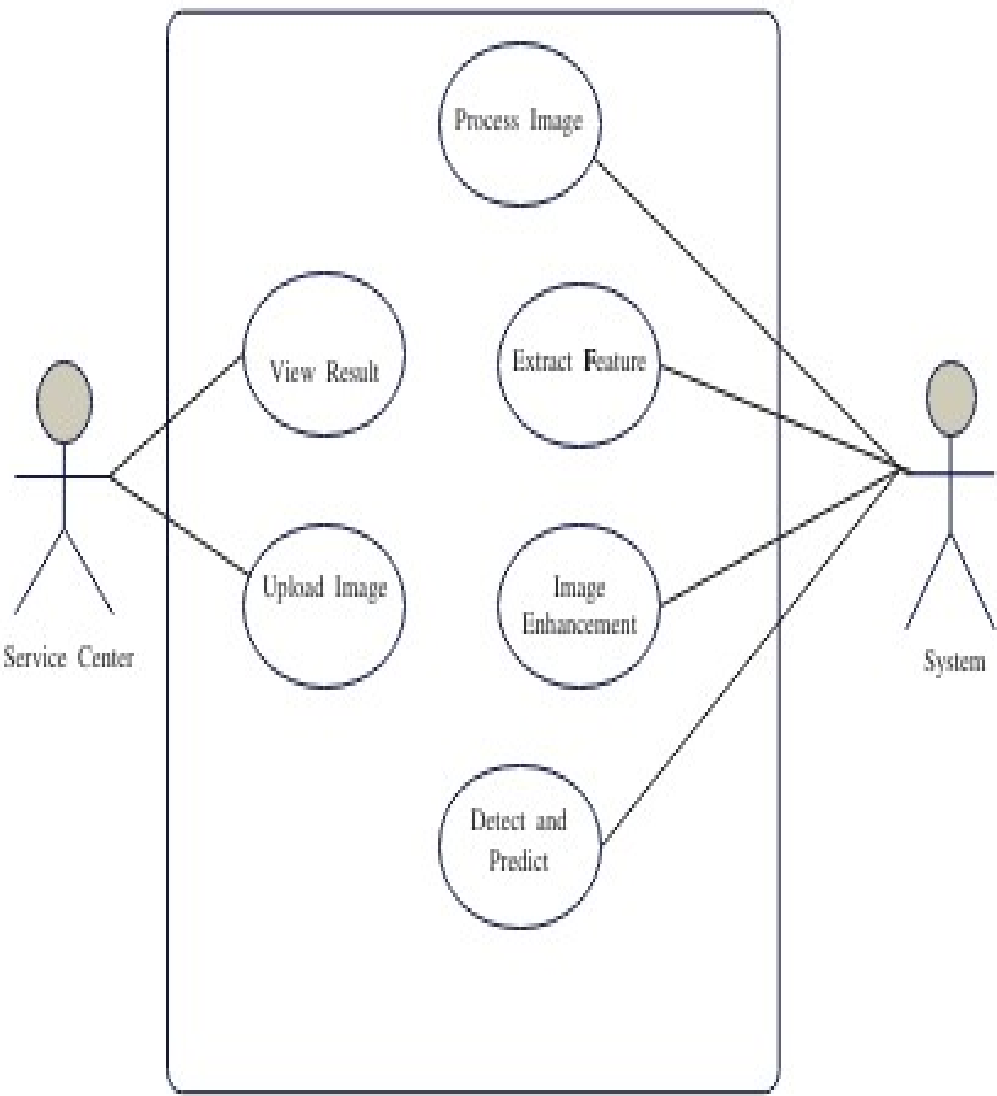 Process Image
View Result
Extract Feature
Upload Image
Image
Enhancement
Service Center
System
Detect and
Predict